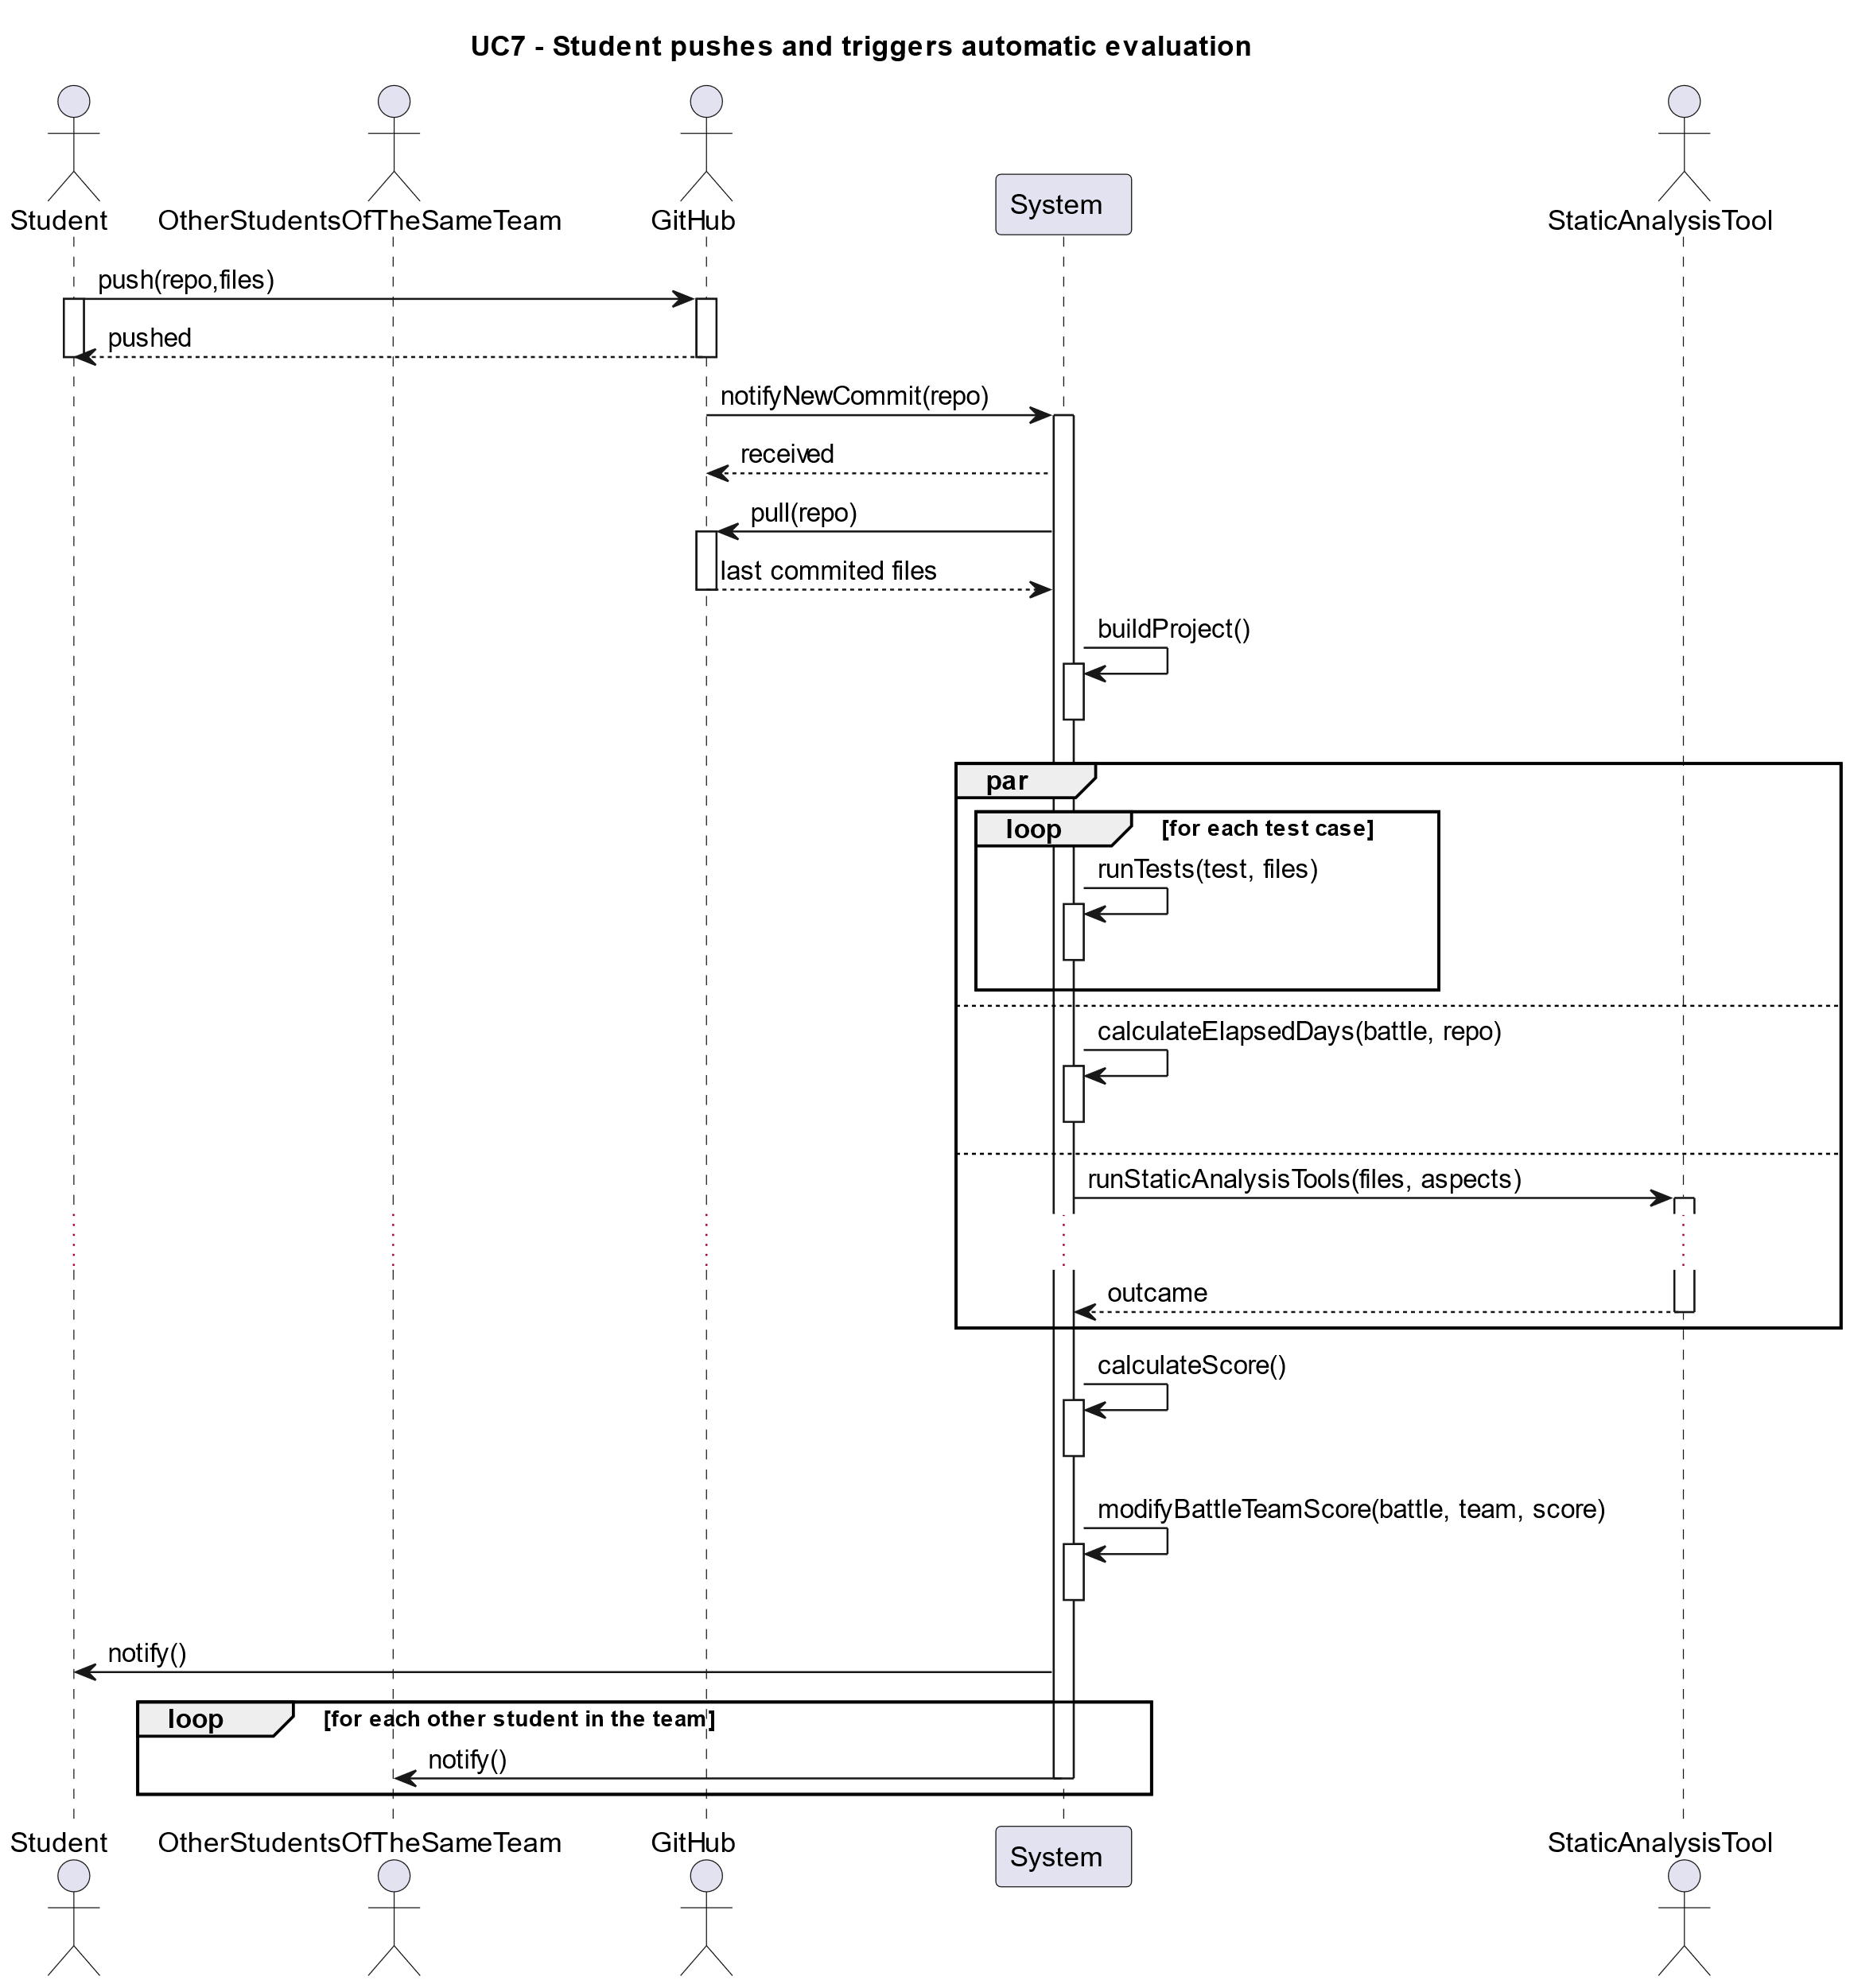 UC7 - Student pushes and triggers automatic evaluation
Student
OtherStudentsOfTheSameTeam
GitHub
System
StaticAnalysisTool
push(repo,files)
pushed
notifyNewCommit(repo)
received
pull(repo)
last commited files
buildProject()
par
loop [for each test case]
runTests(test, files)
calculateElapsedDays(battle, repo)
runStaticAnalysisTools(files, aspects)
outcame
calculateScore()
modifyBattleTeamScore(battle, team, score)
notify()
loop [for each other student in the team]
notify()
Student
OtherStudentsOfTheSameTeam
GitHub
System
StaticAnalysisTool